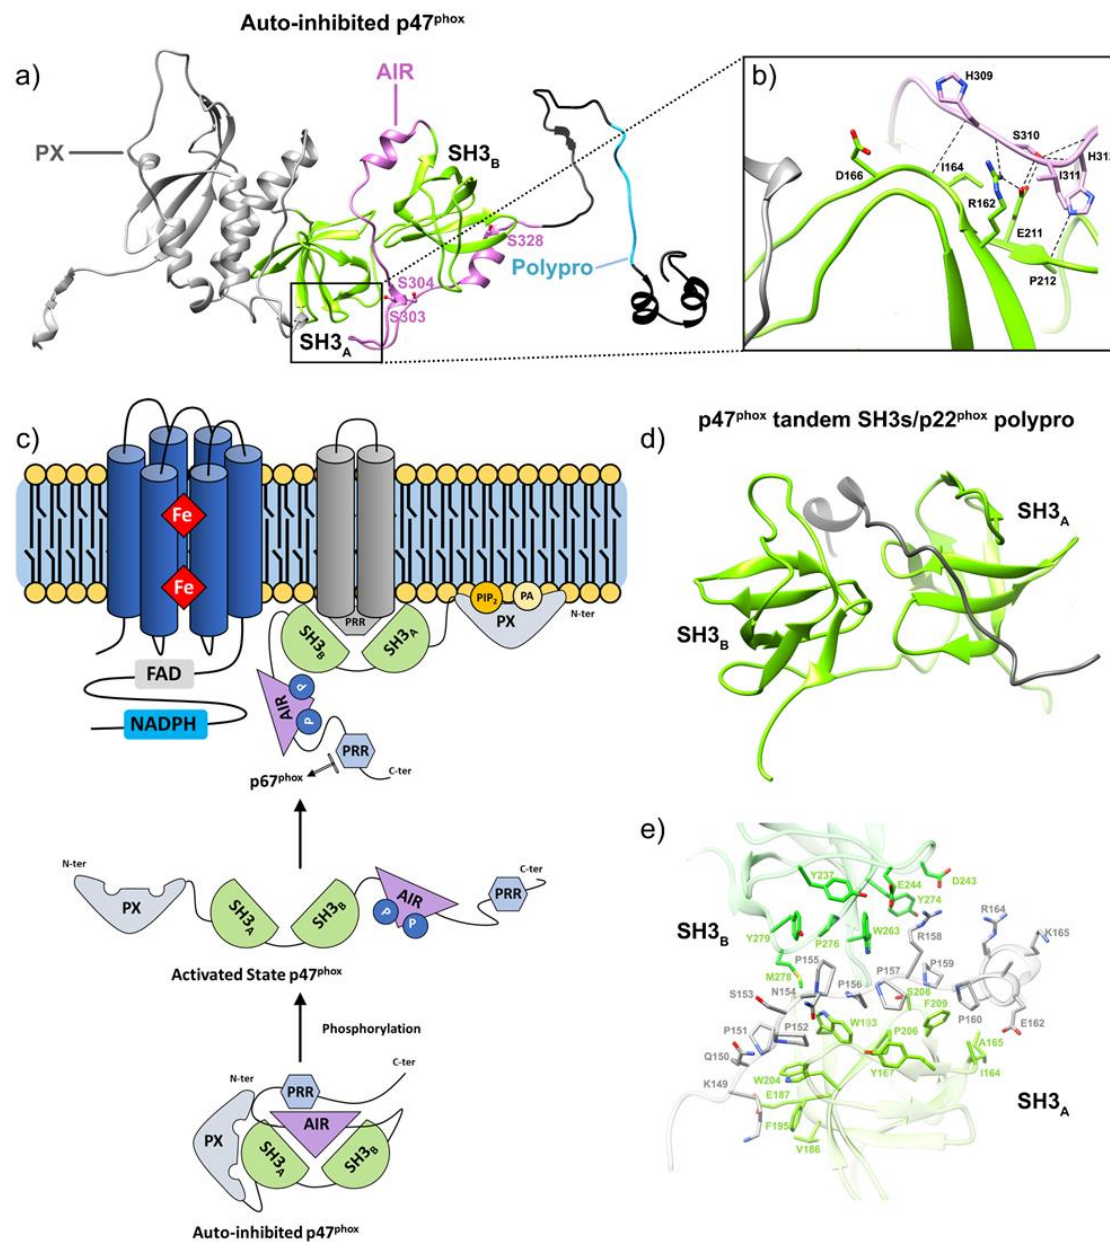 Auto-inhibited p47phox
a)
AIR
PX
SH3B
S328
Polypro
S304
S303
SH3A
b)
H309
S310
D166
I164
I311
R162
E211
P212
c)
Fe
Fe
PRR
PIP2
PA
N-ter
SH3B
SH3A
PX
FAD
NADPH
AIR
P
P
PRR
C-ter
p67phox
N-ter
C-ter
PX
SH3A
SH3B
AIR
PRR
P
P
Activated State p47phox
Phosphorylation
N-ter
C-ter
PRR
AIR
PX
SH3A
SH3B
Auto-inhibited p47phox
p47phox tandem SH3s/p22phox polypro
d)
SH3A
SH3B
e)
Y237
E244
D243
Y274
R164
SH3B
Y279
P276
W263
R158
K165
P155
M278
P157
P159
N154
P156
S208
S153
F209
P151
P152
W193
P206
P160
E162
Q150
A165
W204
I164
K149
E187
SH3A
F195
V186